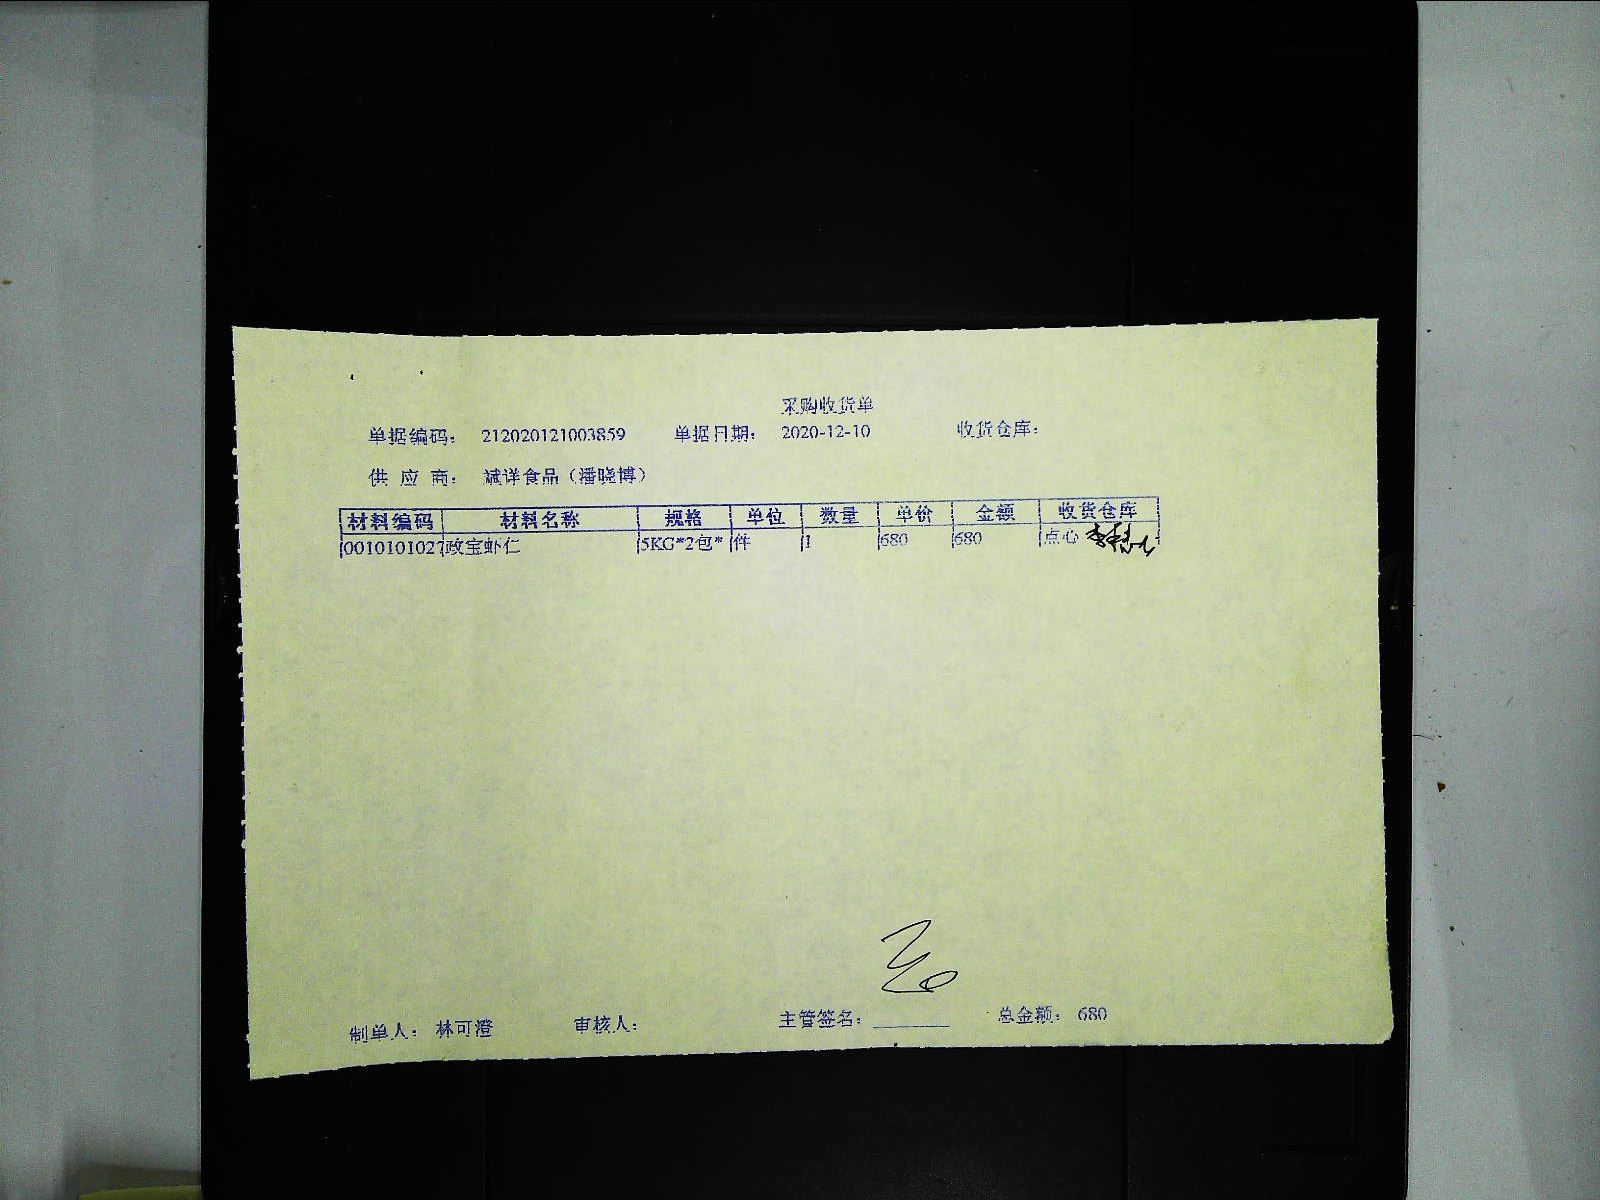 采购收货单
单据编码： 212020121003859 单据日期： 2020-12-10 收货仓库：
供 应 商： 斌洋食品（潘晓博）
材料编码 材料名称 规格 单位 数量 单价 金额 收货仓库
0010101027 政宝虾仁 5KG*2包* 件 1 680 680 点心
制单人： 林可澄 审核人： 主管签名：________ 总金额： 680